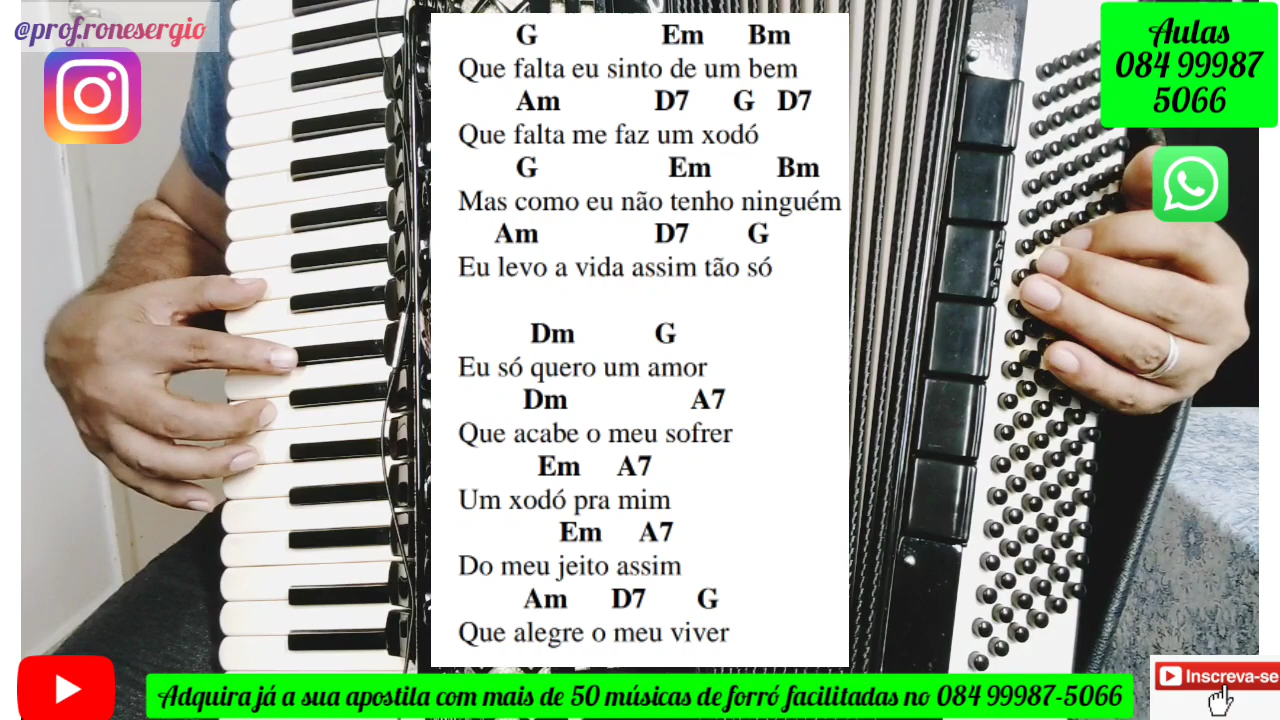 @prof.ronesergio
Aulas
084 99987
5066
G Em Bm
Que falta eu sinto de um bem
Am D7 G D7
Que falta me faz um xodó
G Em Bm
Mas como eu não tenho ninguém
Am D7 G
Eu levo a vida assim tão só
Dm G
Eu só quero um amor
Dm A7
Que acabe o meu sofrer
Em A7
Um xodó pra mim
Em A7
Do meu jeito assim
Am D7 G
Que alegre o meu viver
Adquira já a sua apostila com mais de 50 músicas de forró facilitadas no 084 99987-5066
Inscreva-se